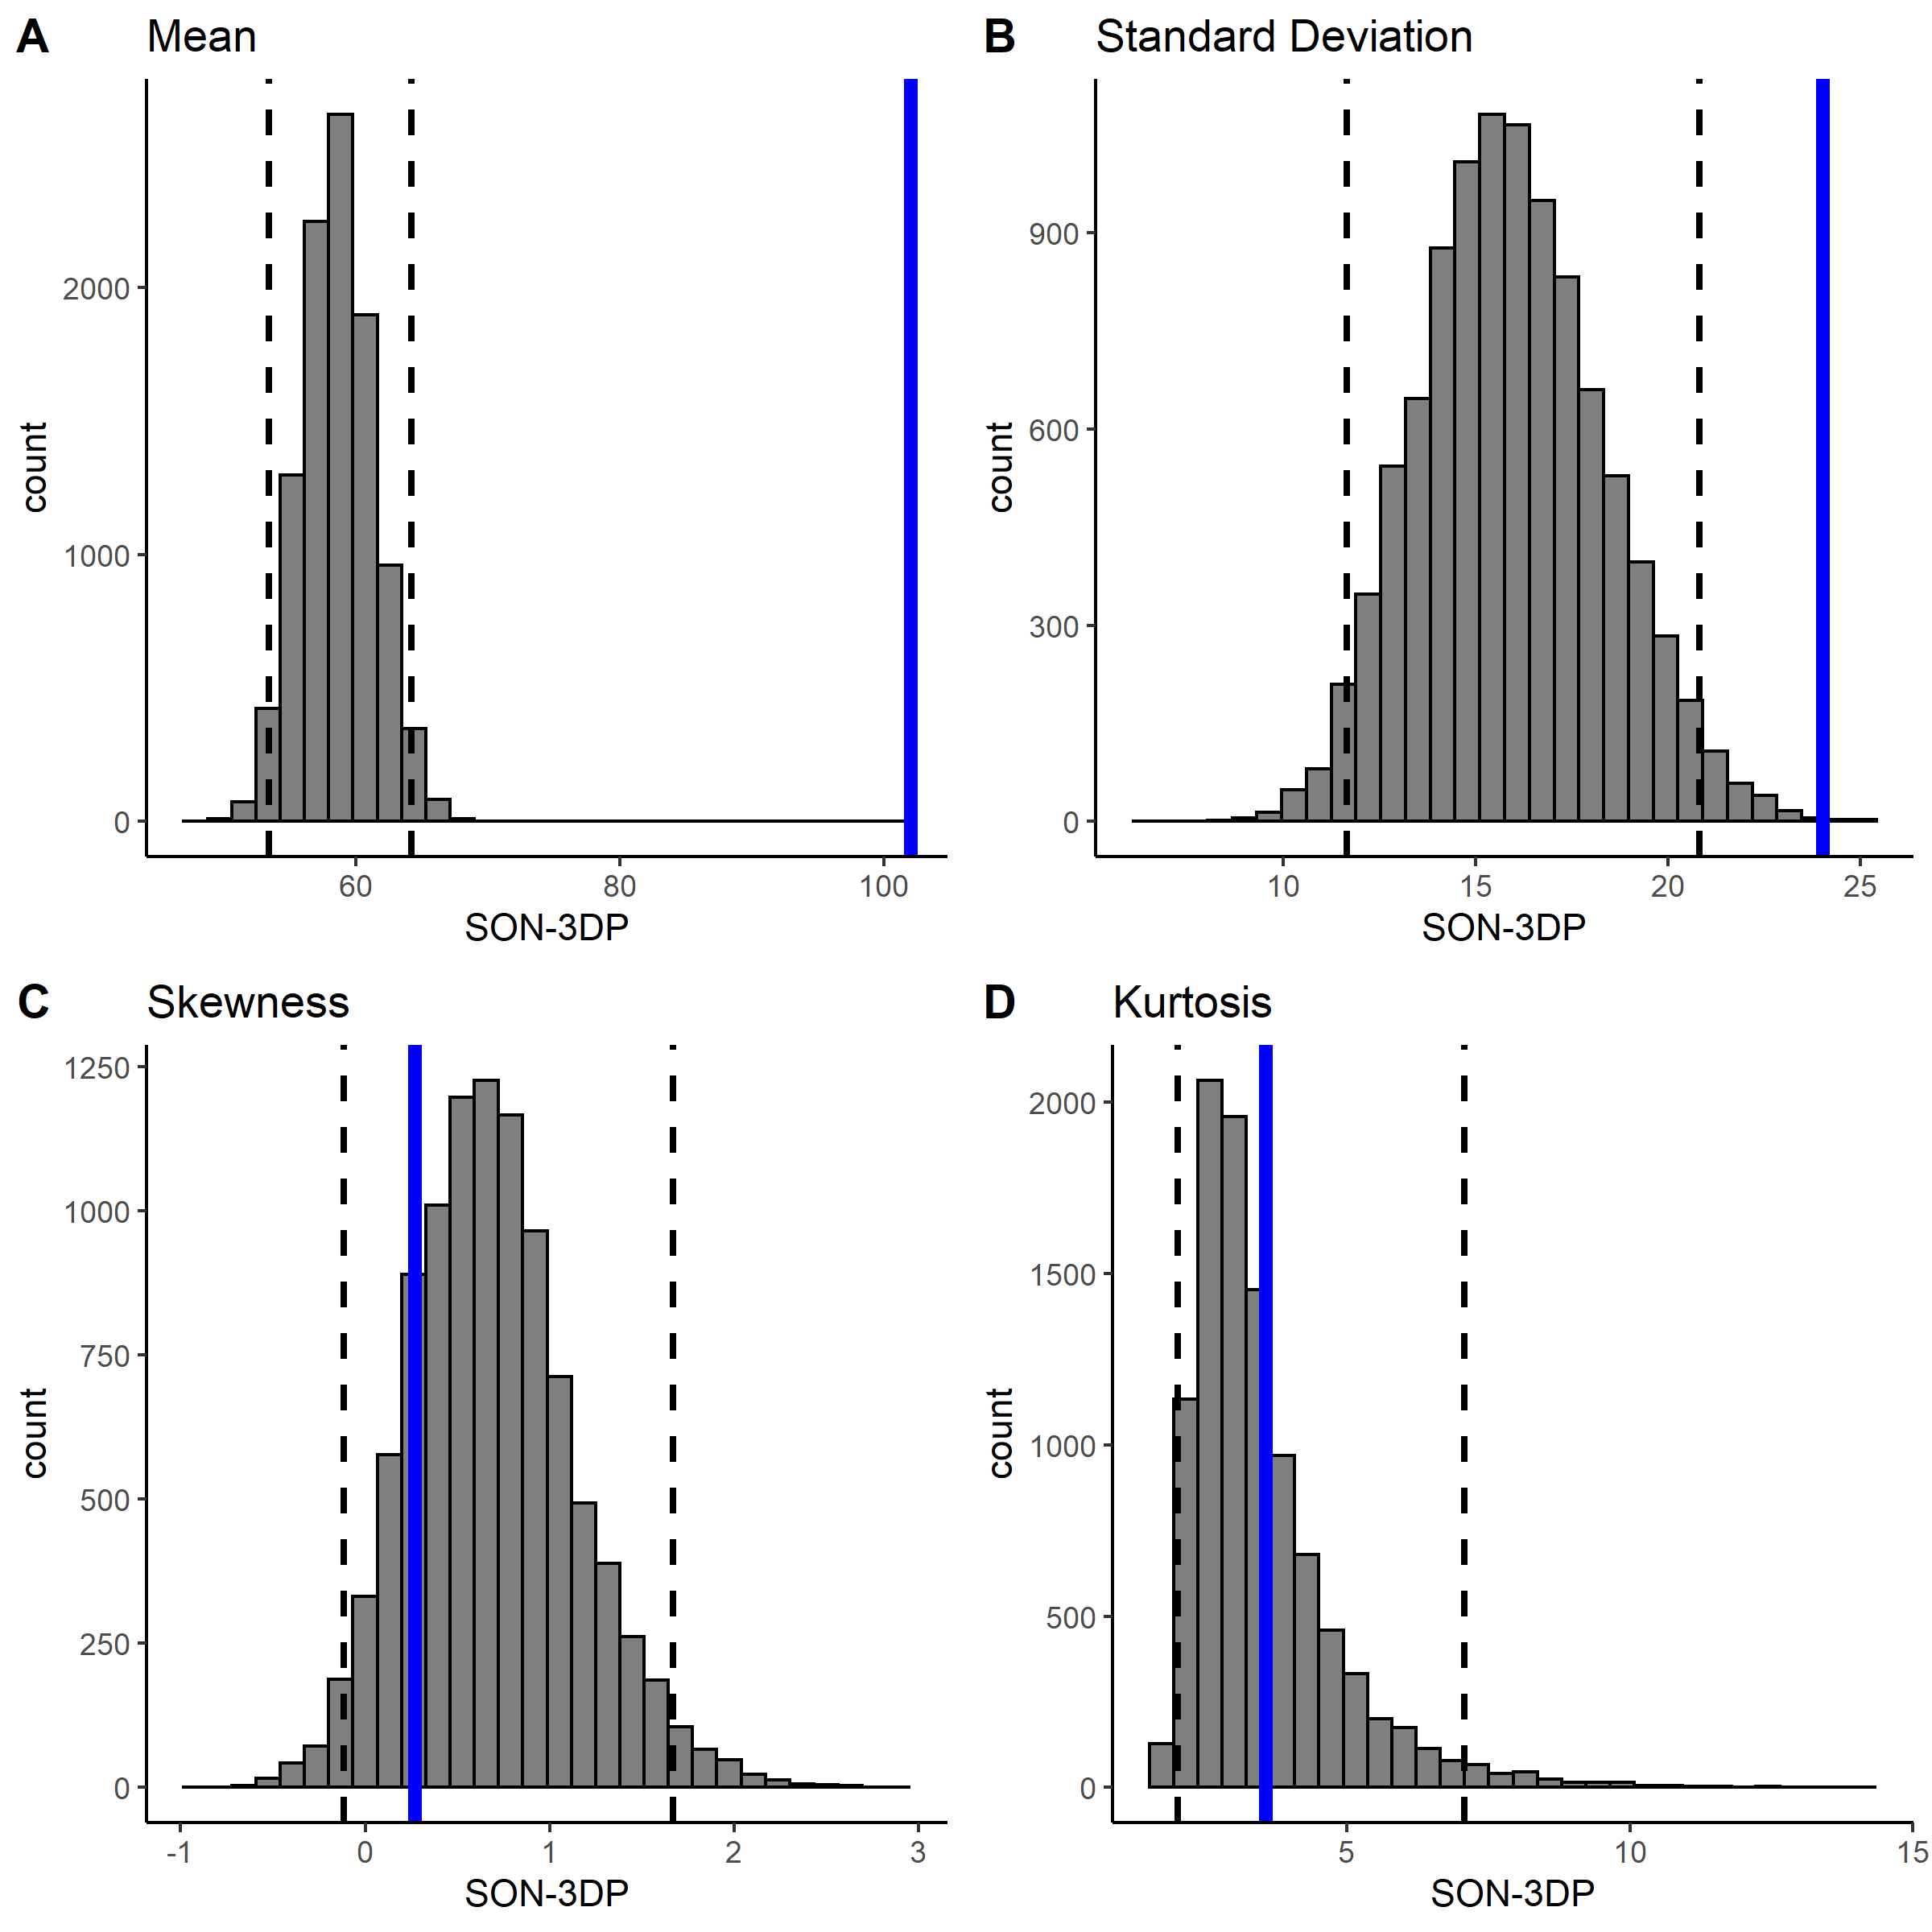 A Mean
count
2000
1000
0
60 80 100
SON-3DP
B Standard Deviation
count
900
600
300
0
10 15 20 25
SON-3DP
C Skewness
count
1250
1000
750
500
250
0
-1 0 1 2 3
SON-3DP
D Kurtosis
count
2000
1500
1000
500
0
5 10 15
SON-3DP